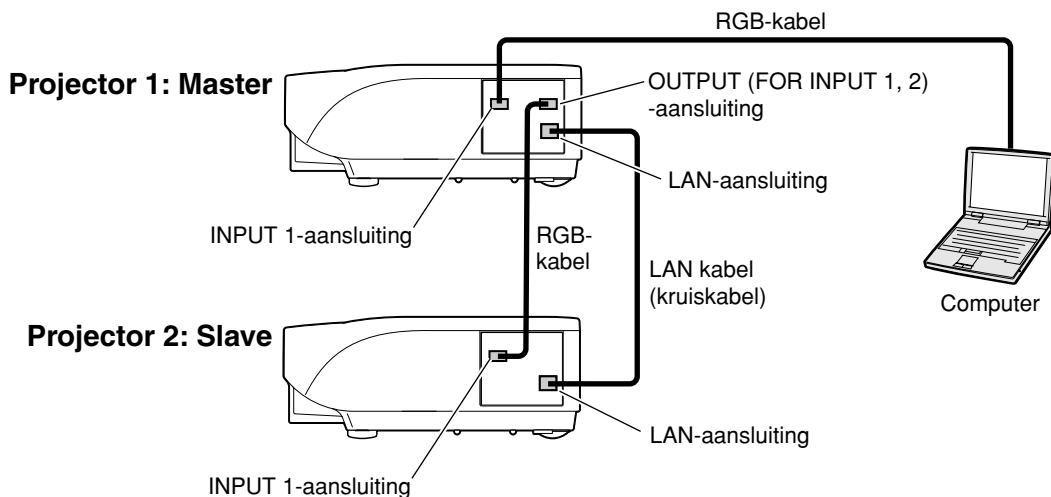 RGB-kabel
Projector 1: Master
OUTPUT (FOR INPUT 1, 2)
-aansluiting
LAN-aansluiting
INPUT 1-aansluiting
RGB-
kabel
LAN kabel
(kruiskabel)
Computer
Projector 2: Slave
LAN-aansluiting
INPUT 1-aansluiting